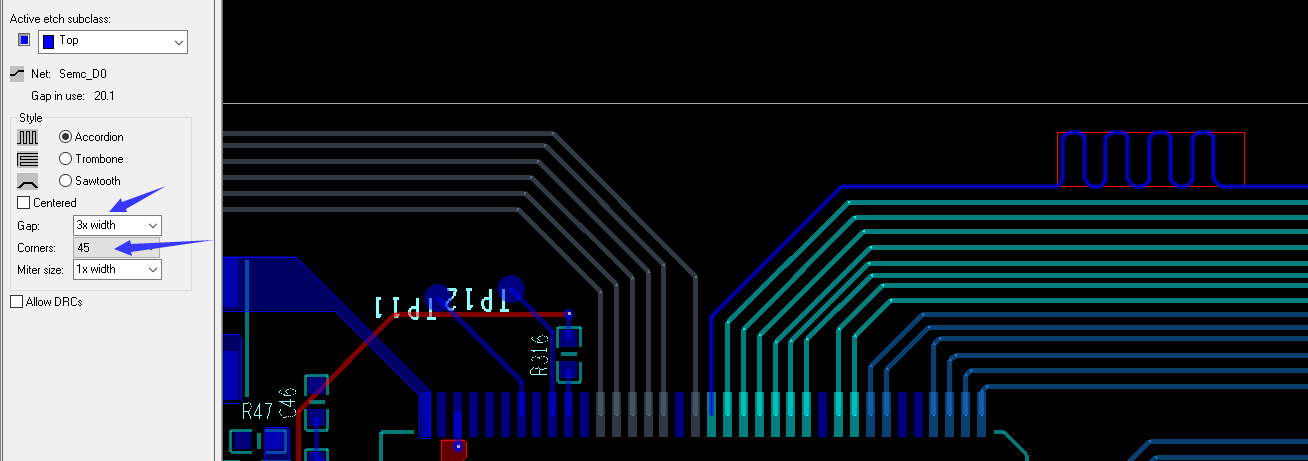 Active etch subclass:
Top
Net: Semc_D0
Gap in use: 20.1
Style
Accordion
Trombone
Sawtooth
Centered
Gap: 3x width
Corners: 45
Miter size: 1x width
Allow DRCs
TP11
TP12
R316
C46
R47